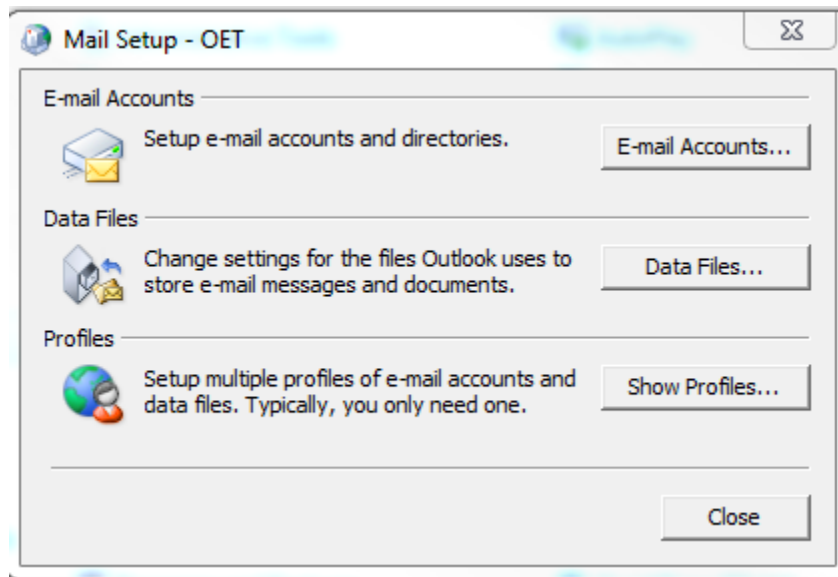 Mail Setup - OET
E-mail Accounts
Setup e-mail accounts and directories.
E-mail Accounts...
Data Files
Change settings for the files Outlook uses to
store e-mail messages and documents.
Data Files...
Profiles
Setup multiple profiles of e-mail accounts and
data files. Typically, you only need one.
Show Profiles...
Close